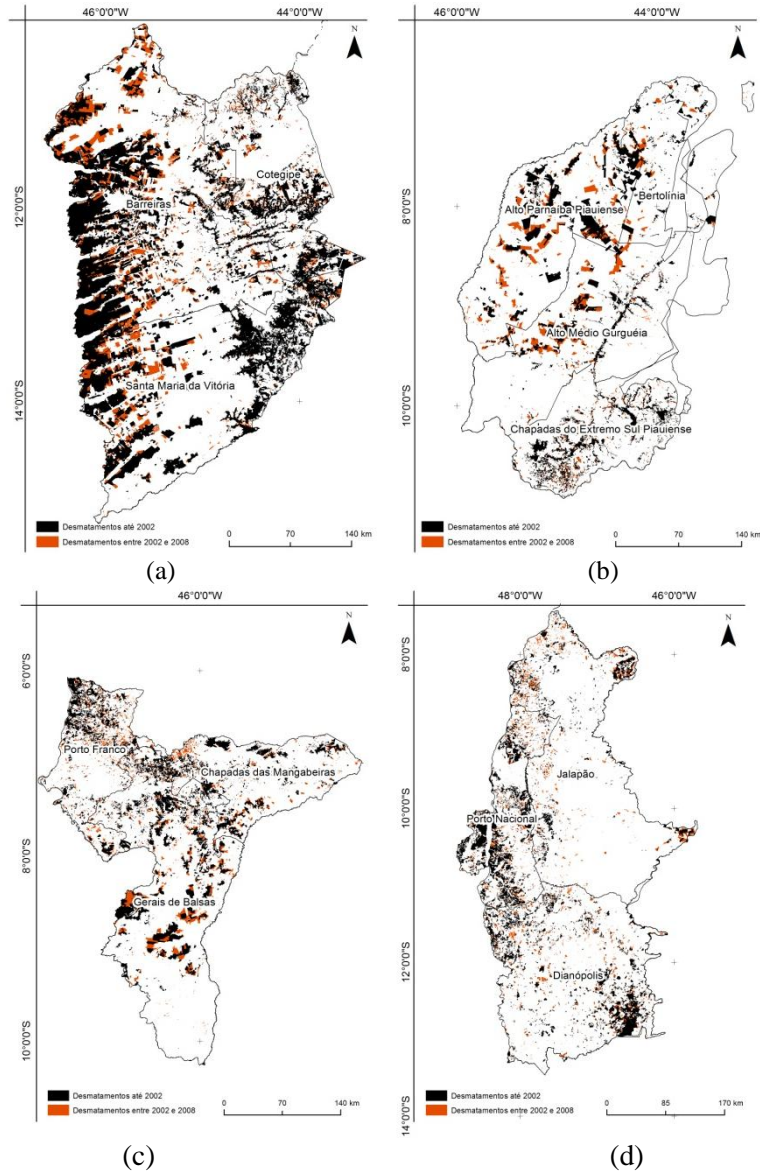 46°0'0"W 44°0'0"W
N
12°0'0"S
14°0'0"S
Cotegipe
Barreiras
Santa Maria da Vitória
Desmatamentos até 2002
Desmatamentos entre 2002 e 2008
0 70 140 km
(a)
46°0'0"W 44°0'0"W
N
8°0'0"S
10°0'0"S
Bertolínia
Alto Parnaíba Piauiense
Alto Médio Gurguéia
Chapadas do Extremo Sul Piauiense
Desmatamentos até 2002
Desmatamentos entre 2002 e 2008
0 70 140 km
(b)
46°0'0"W
N
6°0'0"S
8°0'0"S
10°0'0"S
Porto Franco
Chapadas das Mangabeiras
Gerais de Balsas
Desmatamentos até 2002
Desmatamentos entre 2002 e 2008
0 70 140 km
(c)
48°0'0"W 46°0'0"W
N
8°0'0"S
10°0'0"S
12°0'0"S
14°0'0"S
Jalapão
Porto Nacional
Dianópolis
Desmatamentos até 2002
Desmatamentos entre 2002 e 2008
0 85 170 km
(d)